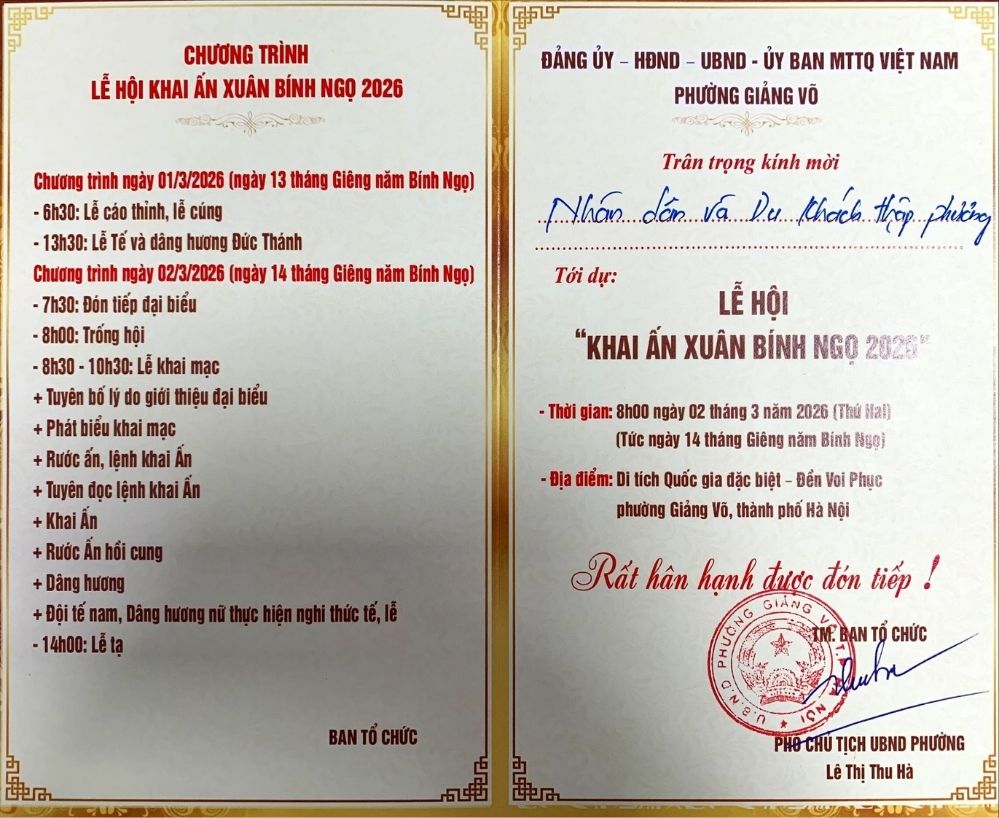 CHƯƠNG TRÌNH
LỄ HỘI KHAI ẤN XUÂN BÍNH NGỌ 2026
Chương trình ngày 01/3/2026 (ngày 13 tháng Giêng năm Bính Ngọ)
- 6h30: Lễ cáo thỉnh, lễ cúng
- 13h30: Lễ Tế và dâng hương Đức Thánh
Chương trình ngày 02/3/2026 (ngày 14 tháng Giêng năm Bính Ngọ)
- 7h30: Đón tiếp đại biểu
- 8h00: Trống hội
- 8h30 - 10h30: Lễ khai mạc
+ Tuyên bố lý do giới thiệu đại biểu
+ Phát biểu khai mạc
+ Rước ấn, lệnh khai Ấn
+ Tuyên đọc lệnh khai Ấn
+ Khai Ấn
+ Rước Ấn hồi cung
+ Dâng hương
+ Đội tế nam, Dâng hương nữ thực hiện nghi thức tế, lễ
- 14h00: Lễ tạ
BAN TỔ CHỨC
ĐẢNG ỦY – HĐND – UBND - ỦY BAN MTTQ VIỆT NAM
PHƯỜNG GIẢNG VÕ
Trân trọng kính mời
Nhân dân và Du khách thập phương
Tới dự:
LỄ HỘI
“KHAI ẤN XUÂN BÍNH NGỌ 2026”
- Thời gian: 8h00 ngày 02 tháng 3 năm 2026 (Thứ Hai)
(Tức ngày 14 tháng Giêng năm Bính Ngọ)
- Địa điểm: Di tích Quốc gia đặc biệt – Đền Voi Phục
phường Giảng Võ, thành phố Hà Nội
Rất hân hạnh được đón tiếp !
TM. BAN TỔ CHỨC
U.B.N.D PHƯỜNG GIẢNG VÕ
PHÓ CHỦ TỊCH UBND PHƯỜNG
Lê Thị Thu Hà